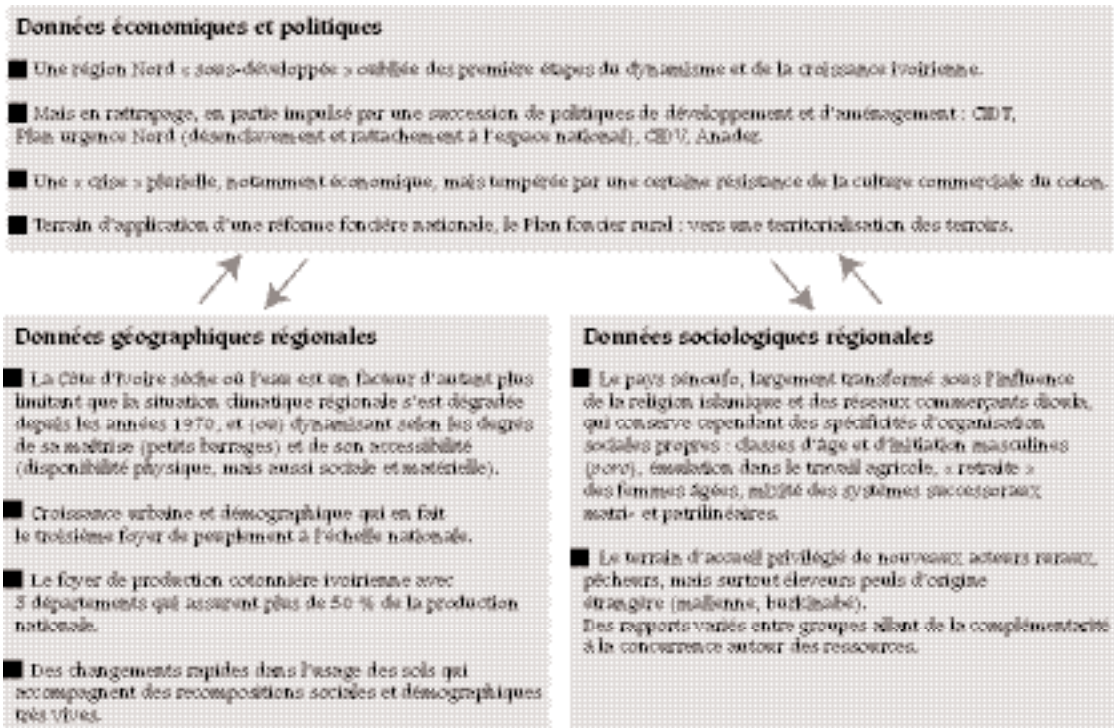 Données économiques et politiques
■ Une région Nord « sous-développée » oubliée des première étapes du dynamisme et de la croissance ivoirienne.
■ Mais en rattrapage, en partie impulsé par une succession de politiques de développement et d'aménagement : CIDT,
Plan urgence Nord (désenclavement et rattachement à l'espace national), CIDV, Anader.
■ Une « crise » plurielle, notamment économique, mais tempérée par une certaine résistance de la culture commerciale du coton.
■ Terrain d'application d'une réforme foncière nationale, le Plan foncier rural : vers une territorialisation des terroirs.
Données géographiques régionales
■ La Côte d'Ivoire sèche où l'eau est un facteur d'autant plus
limitant que la situation climatique régionale s'est dégradée
depuis les années 1970, et (ou) dynamisant selon les degrés
de sa maîtrise (petits barrages) et de son accessibilité
(disponibilité physique, mais aussi sociale et matérielle).
■ Croissance urbaine et démographique qui en fait
le troisième foyer de peuplement à l'échelle nationale.
■ Le foyer de production cotonnière ivoirienne avec
3 départements qui assurent plus de 50 % de la production
nationale.
■ Des changements rapides dans l'usage des sols qui
accompagnent des recompositions sociales et démographiques
très vives.
Données sociologiques régionales
■ Le pays sénoufo, largement transformé sous l'influence
de la religion islamique et des réseaux commerçants dioula,
qui conserve cependant des spécificités d'organisation
sociales propres : classes d'âge et d'initiation masculines
(poro), émulation dans le travail agricole, « retraite »
des femmes âgées, mixité des systèmes successoraux
matri- et patrilinéaires.
■ Le terrain d'accueil privilégié de nouveaux acteurs ruraux,
pêcheurs, mais surtout éleveurs peuls d'origine
étrangère (malienne, burkinabé).
Des rapports variés entre groupes allant de la complémentarité
à la concurrence autour des ressources.